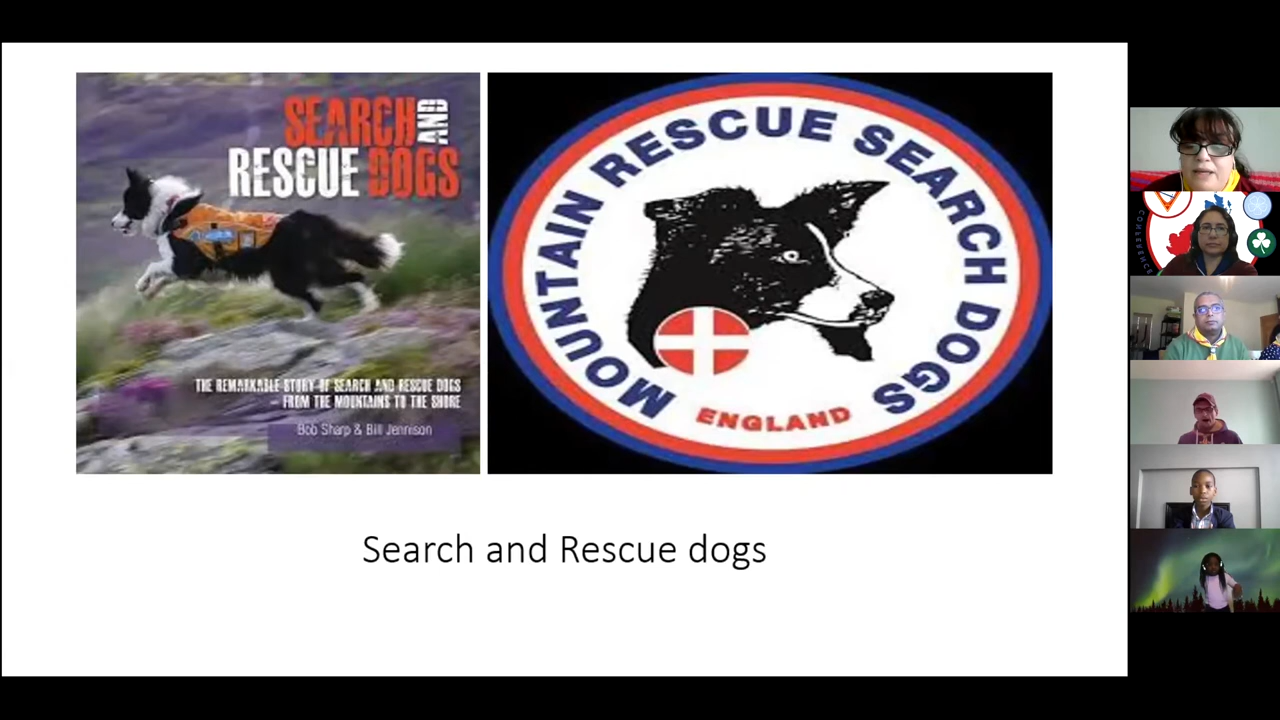 SEARCH AND
RESCUE DOGS
THE REMARKABLE STORY OF SEARCH AND RESCUE DOGS
– FROM THE MOUNTAINS TO THE SHORE
Bob Sharp & Bill Jennison
MOUNTAIN RESCUE SEARCH DOGS
ENGLAND
Search and Rescue dogs
CONFERENCE